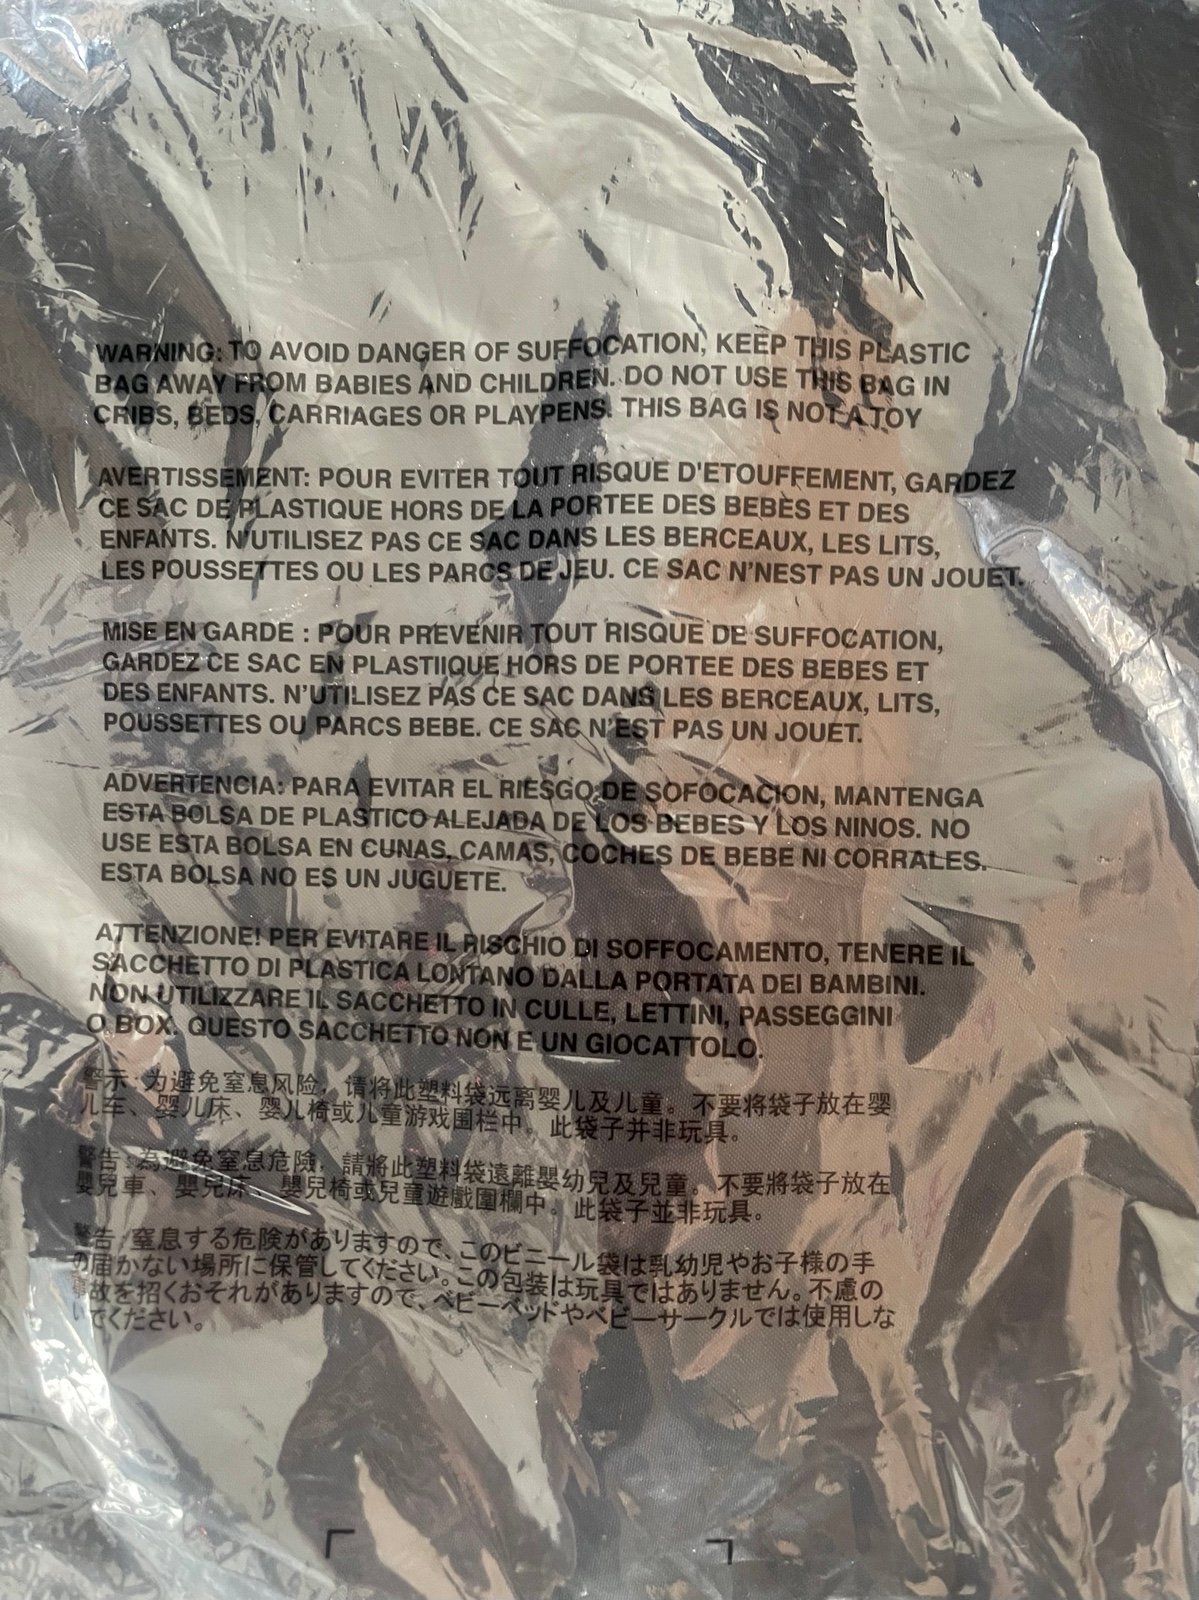 WARNING: TO AVOID DANGER OF SUFFOCATION, KEEP THIS PLASTIC
BAG AWAY FROM BABIES AND CHILDREN. DO NOT USE THIS BAG IN
CRIBS, BEDS, CARRIAGES OR PLAYPENS. THIS BAG IS NOT A TOY
AVERTISSEMENT: POUR EVITER TOUT RISQUE D'ETOUFFEMENT, GARDEZ
CE SAC DE PLASTIQUE HORS DE LA PORTEE DES BEBÈS ET DES
ENFANTS. N'UTILISEZ PAS CE SAC DANS LES BERCEAUX, LES LITS,
LES POUSSETTES OU LES PARCS DE JEU. CE SAC N'NEST PAS UN JOUET.
MISE EN GARDE : POUR PREVENIR TOUT RISQUE DE SUFFOCATION,
GARDEZ CE SAC EN PLASTIIQUE HORS DE PORTEE DES BEBES ET
DES ENFANTS. N'UTILISEZ PAS CE SAC DANS LES BERCEAUX, LITS,
POUSSETTES OU PARCS BEBE. CE SAC N'EST PAS UN JOUET.
ADVERTENCIA: PARA EVITAR EL RIESGO DE SOFOCACION, MANTENGA
ESTA BOLSA DE PLASTICO ALEJADA DE LOS BEBES Y LOS NINOS. NO
USE ESTA BOLSA EN CUNAS, CAMAS, COCHES DE BEBE NI CORRALES.
ESTA BOLSA NO ES UN JUGUETE.
ATTENZIONE! PER EVITARE IL RISCHIO DI SOFFOCAMENTO, TENERE IL
SACCHETTO DI PLASTICA LONTANO DALLA PORTATA DEI BAMBINI.
NON UTILIZZARE IL SACCHETTO IN CULLE, LETTINI, PASSEGGINI
O BOX. QUESTO SACCHETTO NON E UN GIOCATTOLO.
警示：为避免窒息风险，请将此塑料袋远离婴儿及儿童。不要将袋子放在婴
儿车、婴儿床、婴儿椅或儿童游戏围栏中。此袋子并非玩具。
警告：為避免窒息危險，請將此塑料袋遠離嬰幼兒及兒童。不要將袋子放在
嬰兒車、嬰兒床、嬰兒椅或兒童遊戲圍欄中。此袋子並非玩具。
警告：窒息する危険がありますので、このビニール袋は乳幼児やお子様の手
の届かない場所に保管してください。この包装は玩具ではありません。不慮の
事故を招くおそれがありますので、ベビーベッドやベビーサークルでは使用しな
いでください。